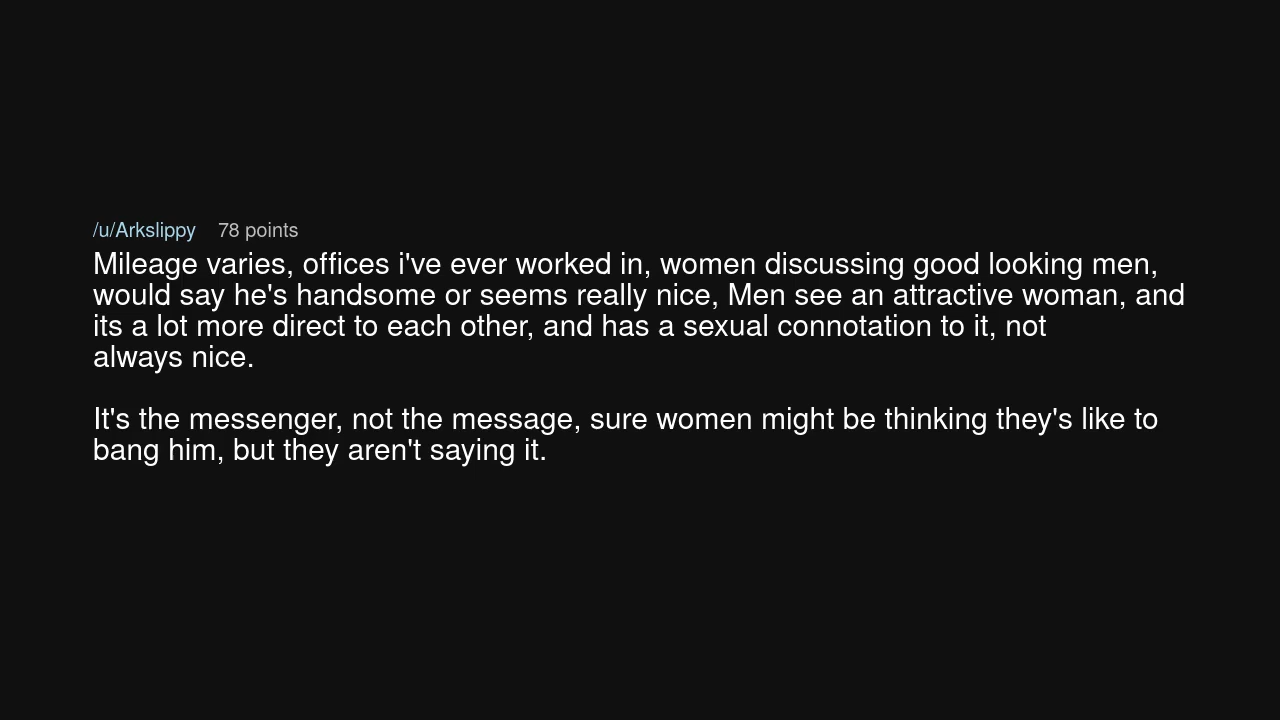 /u/Arkslippy 78 points
Mileage varies, offices i've ever worked in, women discussing good looking men,
would say he's handsome or seems really nice, Men see an attractive woman, and
its a lot more direct to each other, and has a sexual connotation to it, not
always nice.
It's the messenger, not the message, sure women might be thinking they's like to
bang him, but they aren't saying it.